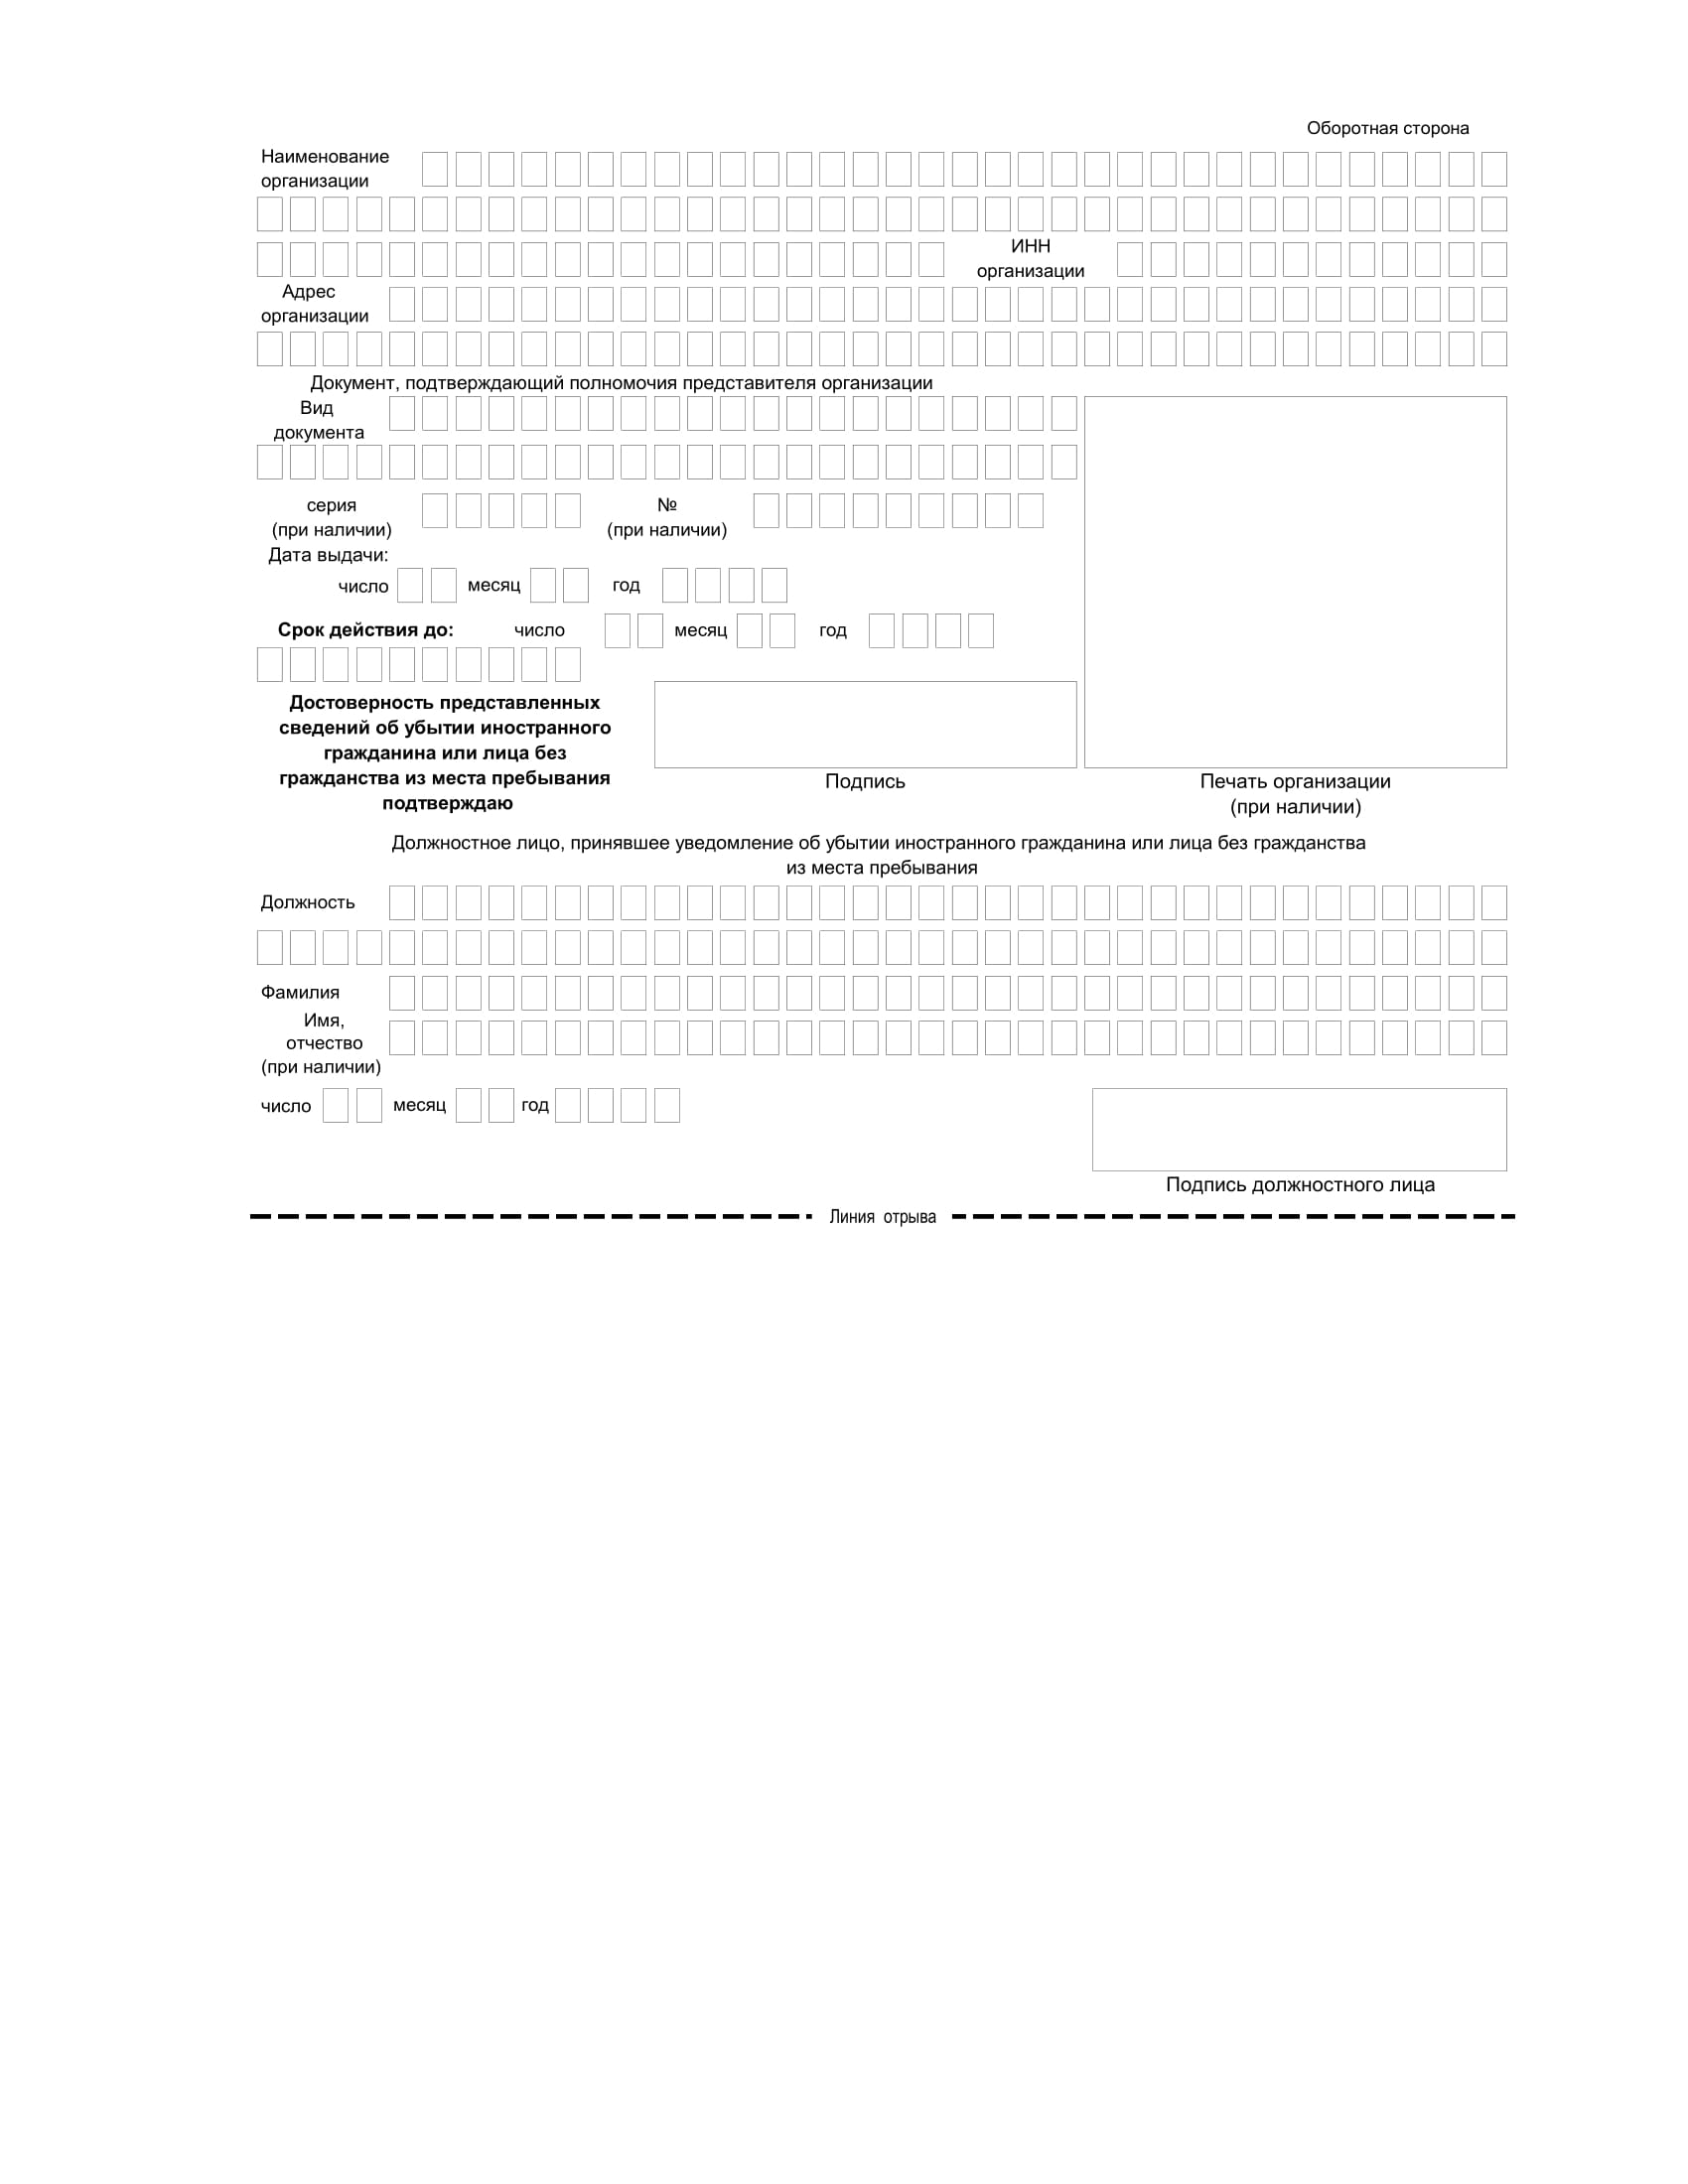 Оборотная сторона
Наименование
организации
ИНН
организации
Адрес
организации
Документ, подтверждающий полномочия представителя организации
Вид
документа
серия
(при наличии)
№
(при наличии)
Дата выдачи:
число месяц год
Срок действия до: число месяц год
Достоверность представленных
сведений об убытии иностранного
гражданина или лица без
гражданства из места пребывания
подтверждаю
Подпись
Печать организации
(при наличии)
Должностное лицо, принявшее уведомление об убытии иностранного гражданина или лица без гражданства
из места пребывания
Должность
Фамилия
Имя,
отчество
(при наличии)
число месяц год
Подпись должностного лица
Линия отрыва